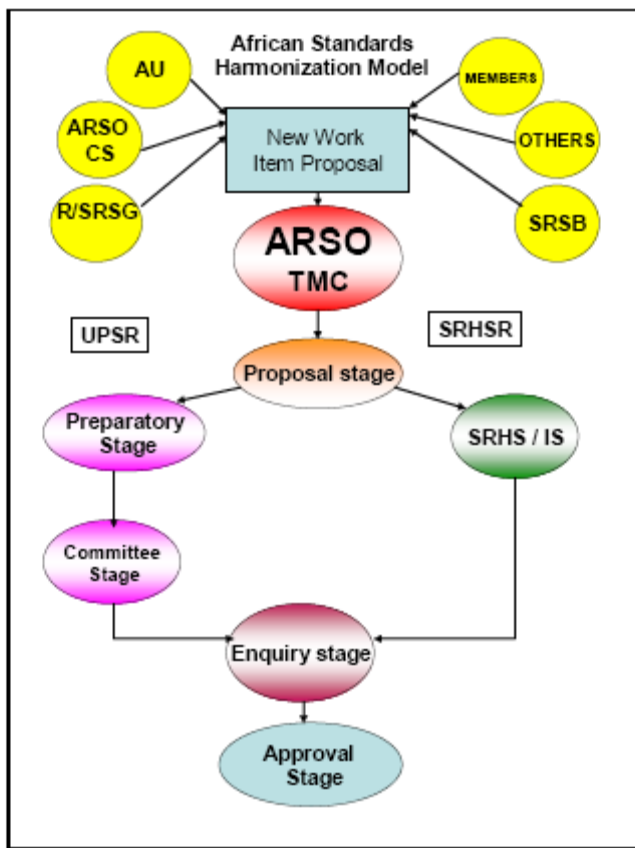 African Standards
Harmonization Model
AU
MEMBERS
ARSO
CS
New Work
Item Proposal
OTHERS
R/SRSG
SRSB
ARSO
TMC
UPSR
SRHSR
Proposal stage
Preparatory
Stage
SRHS / IS
Committee
Stage
Enquiry stage
Approval
Stage